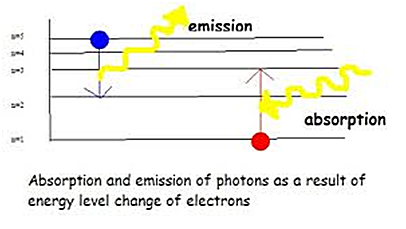 emission
n=5
n=4
n=3
n=2
absorption
n=1
Absorption and emission of photons as a result of
energy level change of electrons